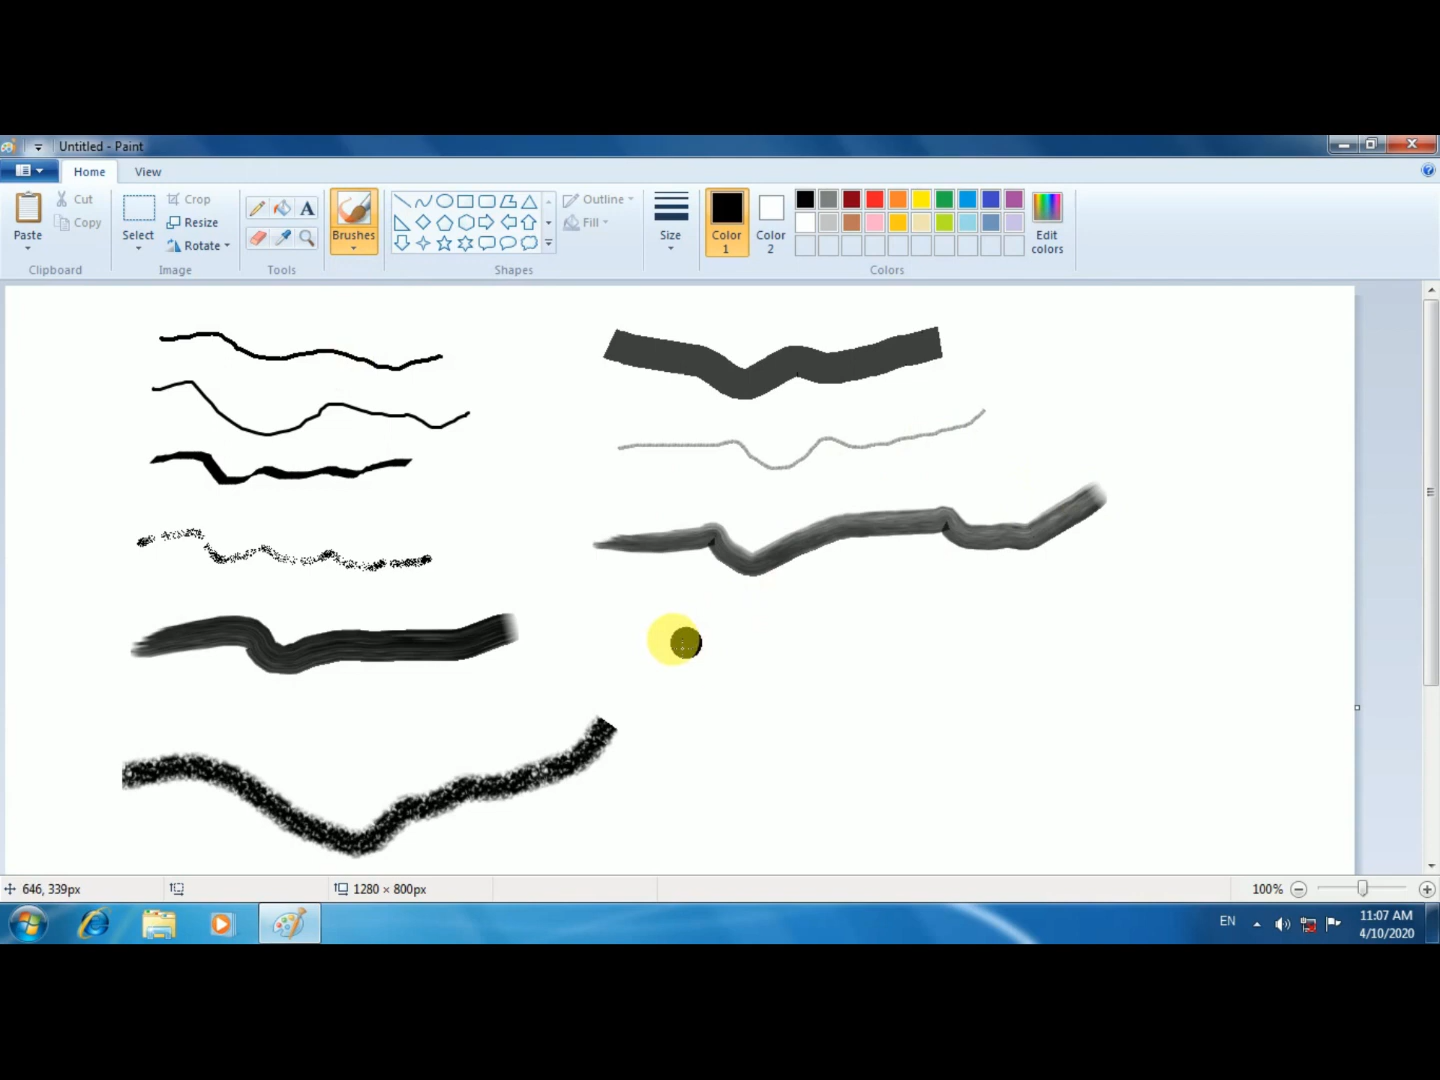 Untitled - Paint
Home View
Cut
Copy
Paste
Clipboard
Select
Crop
Resize
Rotate
Image
A
Tools
Brushes
Shapes
Outline
Fill
Size
Color 1
Color 2
Colors
Edit colors
646, 339px
1280 × 800px
100%
EN
11:07 AM
4/10/2020